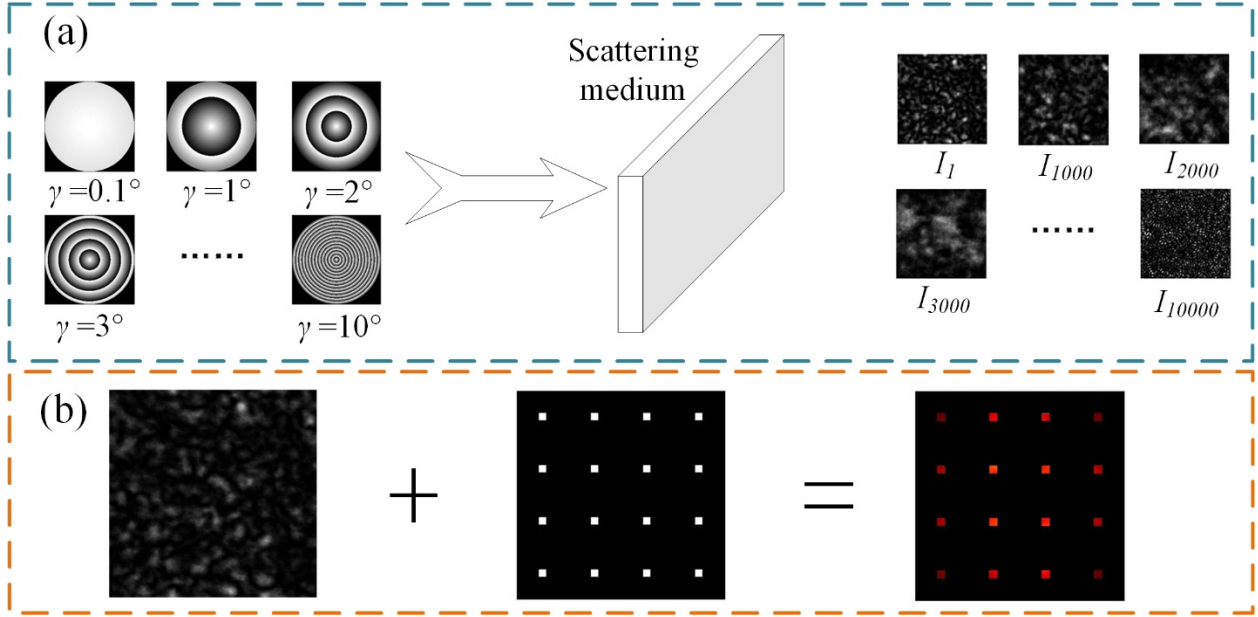 (a)
Scattering
medium
γ=0.1° γ=1° γ=2°
I1 I1000 I2000
......
......
γ=3° γ=10°
I3000 I10000
(b)
+ =